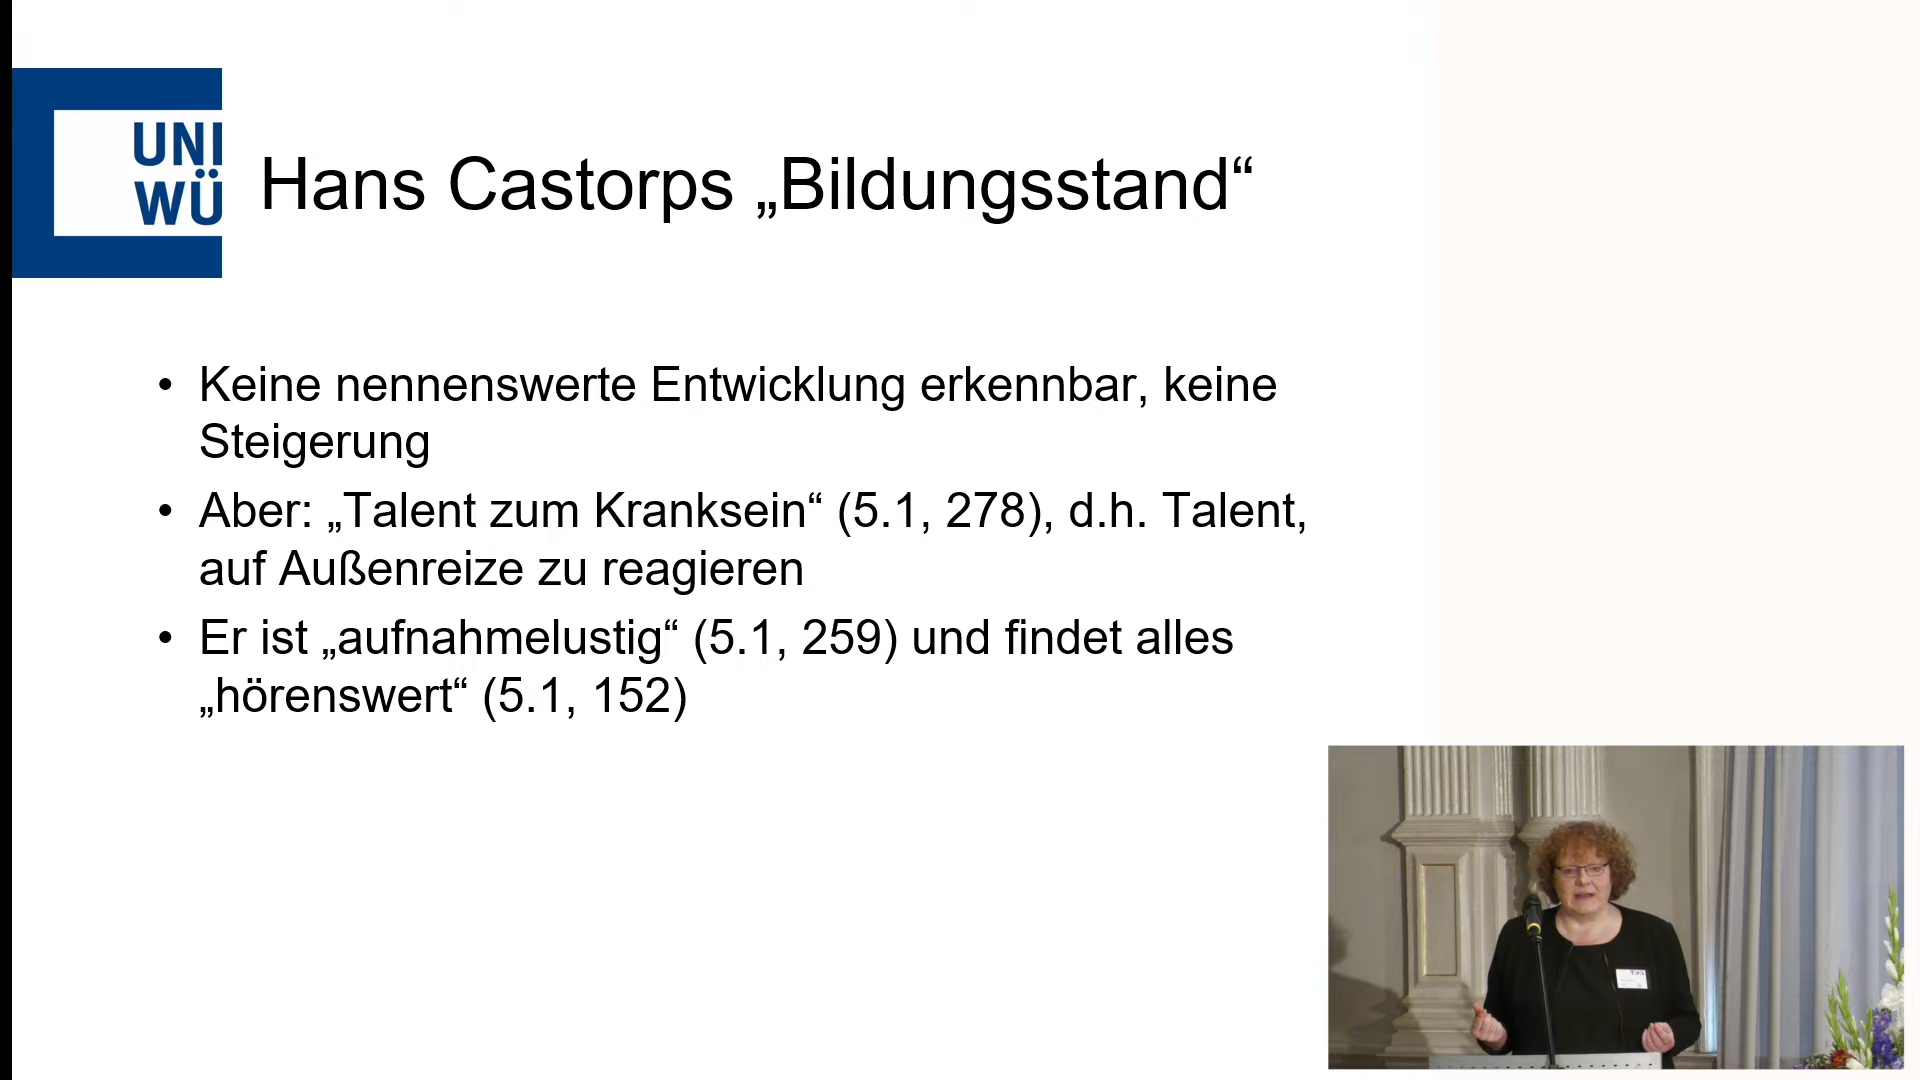 UNI
WÜ
Hans Castorps „Bildungsstand“
• Keine nennenswerte Entwicklung erkennbar, keine
Steigerung
• Aber: „Talent zum Kranksein“ (5.1, 278), d.h. Talent,
auf Außenreize zu reagieren
• Er ist „aufnahmelustig“ (5.1, 259) und findet alles
„hörenswert“ (5.1, 152)